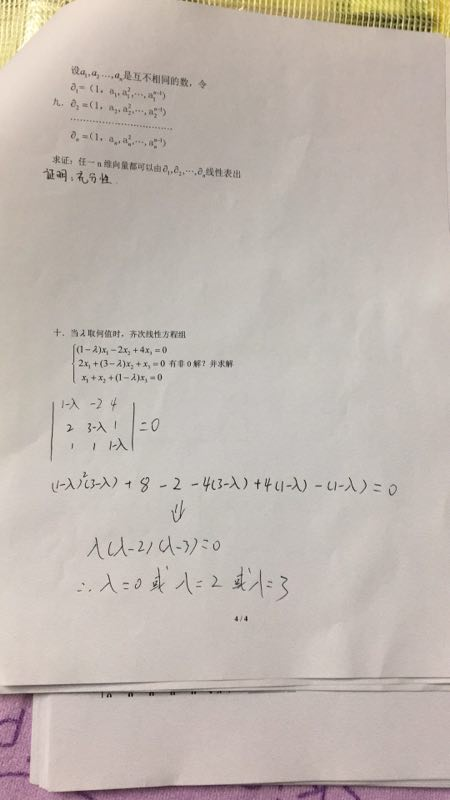 设a₁,a₂…,aₙ是互不相同的数，令
∂₁=（1，a₁,a₁²,…,a₁ⁿ⁻¹)
九．∂₂=（1，a₂,a₂²,…,a₂ⁿ⁻¹)
……………………………
∂ₙ=（1，aₙ,aₙ²,…,aₙⁿ⁻¹)
求证：任一n维向量都可以由∂₁,∂₂,…,∂ₙ线性表出
证明：充分性
十．当λ取何值时，齐次线性方程组
(1−λ)x₁−2x₂+4x₃=0
2x₁+(3−λ)x₂+x₃=0 有非0解？并求解
x₁+x₂+(1−λ)x₃=0
1-λ -2 4
2 3-λ 1 =0
1 1 1-λ
(1-λ)²(3-λ) + 8 - 2 - 4(3-λ) + 4(1-λ) - (1-λ) = 0
⇓
λ(λ-2)(λ-3)=0
∴ λ=0 或 λ=2 或 λ=3
4 / 4